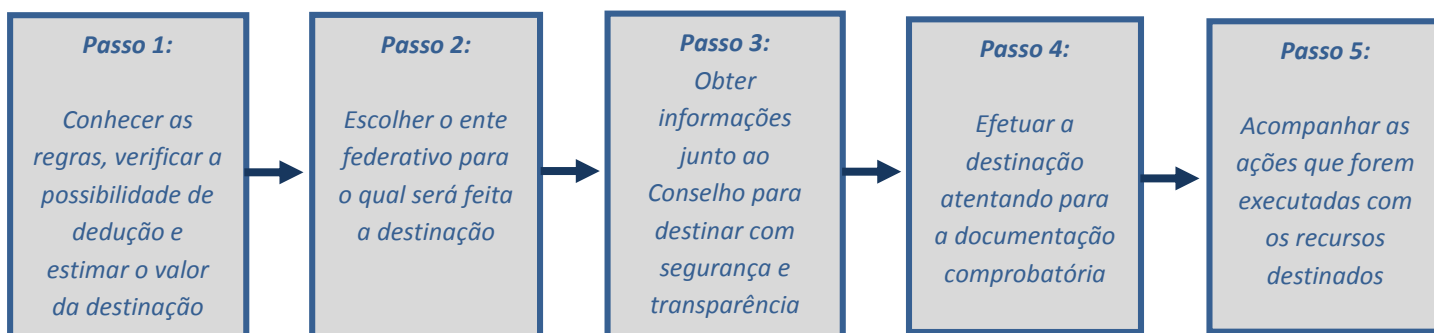 Passo 1:
Conhecer as
regras, verificar a
possibilidade de
dedução e
estimar o valor
da destinação
Passo 2:
Escolher o ente
federativo para
o qual será feita
a destinação
Passo 3:
Obter
informações
junto ao
Conselho para
destinar com
segurança e
transparência
Passo 4:
Efetuar a
destinação
atentando para
a documentação
comprobatória
Passo 5:
Acompanhar as
ações que forem
executadas com
os recursos
destinados